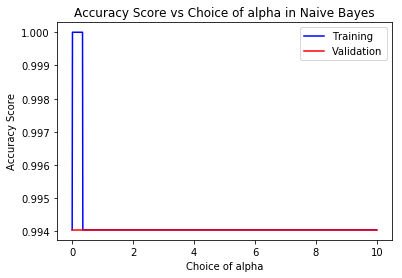 Accuracy Score vs Choice of alpha in Naive Bayes
Training
Validation
1.000
0.999
0.998
0.997
0.996
0.995
0.994
Accuracy Score
0 2 4 6 8 10
Choice of alpha